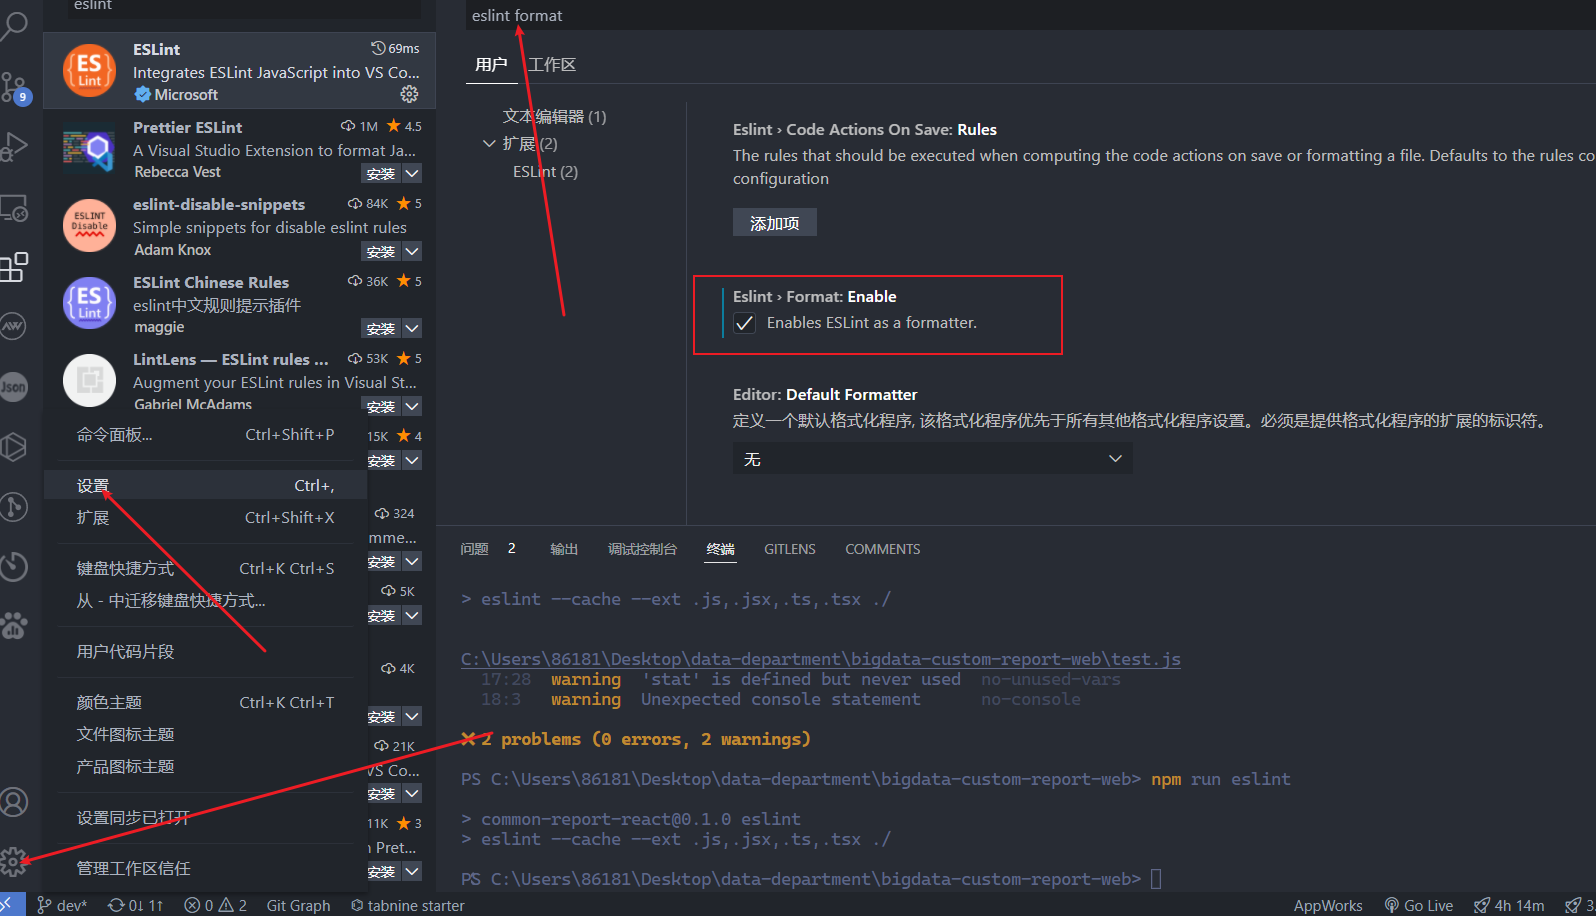 eslint
ESLint
69ms
Integrates ESLint JavaScript into VS Co...
Microsoft
Prettier ESLint
1M
4.5
A Visual Studio Extension to format Ja...
Rebecca Vest
安装
eslint-disable-snippets
84K
5
Simple snippets for disable eslint rules
Adam Knox
安装
ESLint Chinese Rules
36K
5
eslint中文规则提示插件
maggie
安装
LintLens — ESLint rules ...
53K
5
Augment your ESLint rules in Visual St...
Gabriel McAdams
安装
15K
4
安装
324
mme...
安装
5K
安装
4K
安装
21K
VS Co...
安装
11K
3
n Pret...
安装
ES
Lint
ESLINT
Disable
ES
Lint
9
Json
命令面板... Ctrl+Shift+P
设置 Ctrl+,
扩展 Ctrl+Shift+X
键盘快捷方式 Ctrl+K Ctrl+S
从 - 中迁移键盘快捷方式...
用户代码片段
颜色主题 Ctrl+K Ctrl+T
文件图标主题
产品图标主题
设置同步已打开
管理工作区信任
eslint format
用户 工作区
文本编辑器 (1)
扩展 (2)
ESLint (2)
Eslint › Code Actions On Save: Rules
The rules that should be executed when computing the code actions on save or formatting a file. Defaults to the rules co
configuration
添加项
Eslint › Format: Enable
Enables ESLint as a formatter.
Editor: Default Formatter
定义一个默认格式化程序, 该格式化程序优先于所有其他格式化程序设置。必须是提供格式化程序的扩展的标识符。
无
问题 2 输出 调试控制台 终端 GITLENS COMMENTS
> eslint --cache --ext .js,.jsx,.ts,.tsx ./
C:\Users\86181\Desktop\data-department\bigdata-custom-report-web\test.js
17:28 warning 'stat' is defined but never used no-unused-vars
18:3 warning Unexpected console statement no-console
✖ 2 problems (0 errors, 2 warnings)
PS C:\Users\86181\Desktop\data-department\bigdata-custom-report-web> npm run eslint
> common-report-react@0.1.0 eslint
> eslint --cache --ext .js,.jsx,.ts,.tsx ./
PS C:\Users\86181\Desktop\data-department\bigdata-custom-report-web>
dev* 0↓ 1↑ 0 2 Git Graph tabnine starter AppWorks Go Live 4h 14m 3